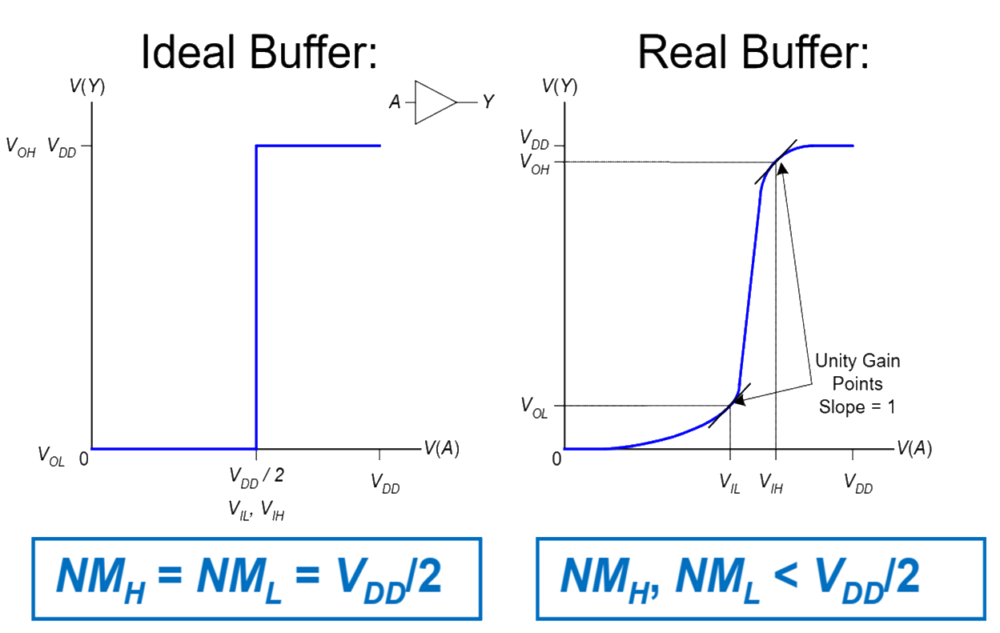 Ideal Buffer:
V(Y)
A
Y
V_OH V_DD
V_OL 0
V(A)
V_DD / 2
V_DD
V_IL, V_IH
NM_H = NM_L = V_DD/2
Real Buffer:
V(Y)
V_DD
V_OH
Unity Gain
Points
Slope = 1
V_OL
0
V(A)
V_IL
V_IH
V_DD
NM_H, NM_L < V_DD/2